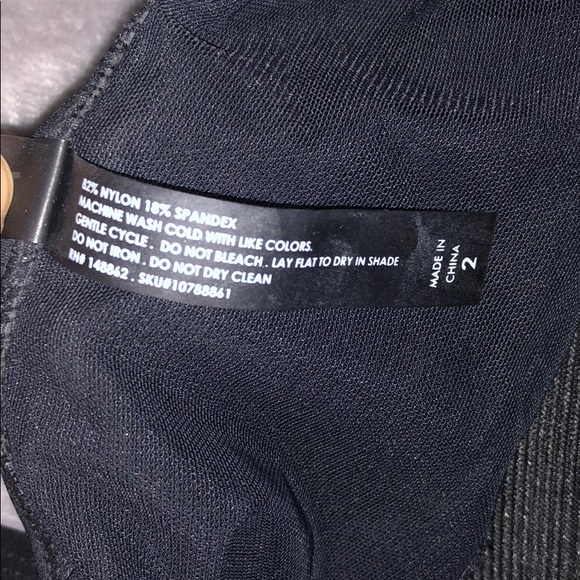 82% NYLON 18% SPANDEX
MACHINE WASH COLD WITH LIKE COLORS.
GENTLE CYCLE . DO NOT BLEACH . LAY FLAT TO DRY IN SHADE
DO NOT IRON . DO NOT DRY CLEAN
RN# 148862 . SKU#10788861
MADE IN
CHINA
2